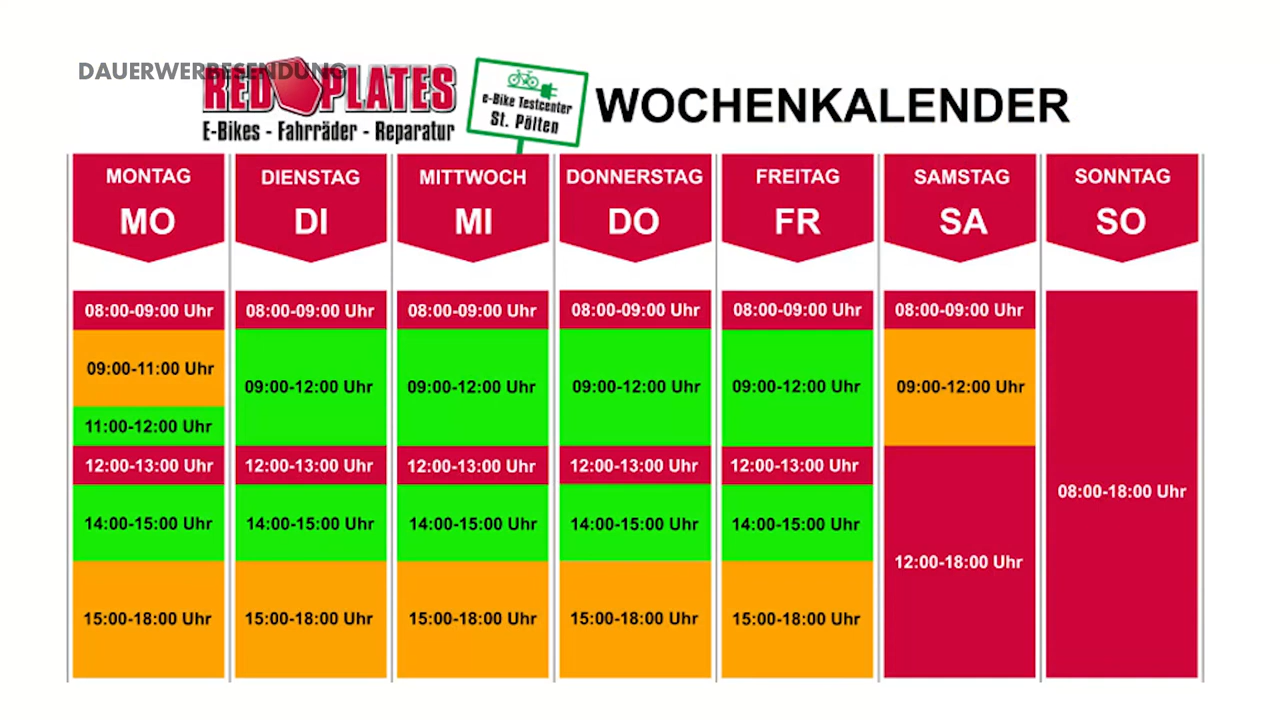 DAUERWERBESENDUNG
RED PLATES
E-Bikes - Fahrräder - Reparatur
e-Bike Testcenter
St. Pölten
WOCHENKALENDER
MONTAG
MO
08:00-09:00 Uhr
09:00-11:00 Uhr
11:00-12:00 Uhr
12:00-13:00 Uhr
14:00-15:00 Uhr
15:00-18:00 Uhr
DIENSTAG
DI
08:00-09:00 Uhr
09:00-12:00 Uhr
12:00-13:00 Uhr
14:00-15:00 Uhr
15:00-18:00 Uhr
MITTWOCH
MI
08:00-09:00 Uhr
09:00-12:00 Uhr
12:00-13:00 Uhr
14:00-15:00 Uhr
15:00-18:00 Uhr
DONNERSTAG
DO
08:00-09:00 Uhr
09:00-12:00 Uhr
12:00-13:00 Uhr
14:00-15:00 Uhr
15:00-18:00 Uhr
FREITAG
FR
08:00-09:00 Uhr
09:00-12:00 Uhr
12:00-13:00 Uhr
14:00-15:00 Uhr
15:00-18:00 Uhr
SAMSTAG
SA
08:00-09:00 Uhr
09:00-12:00 Uhr
12:00-18:00 Uhr
SONNTAG
SO
08:00-18:00 Uhr